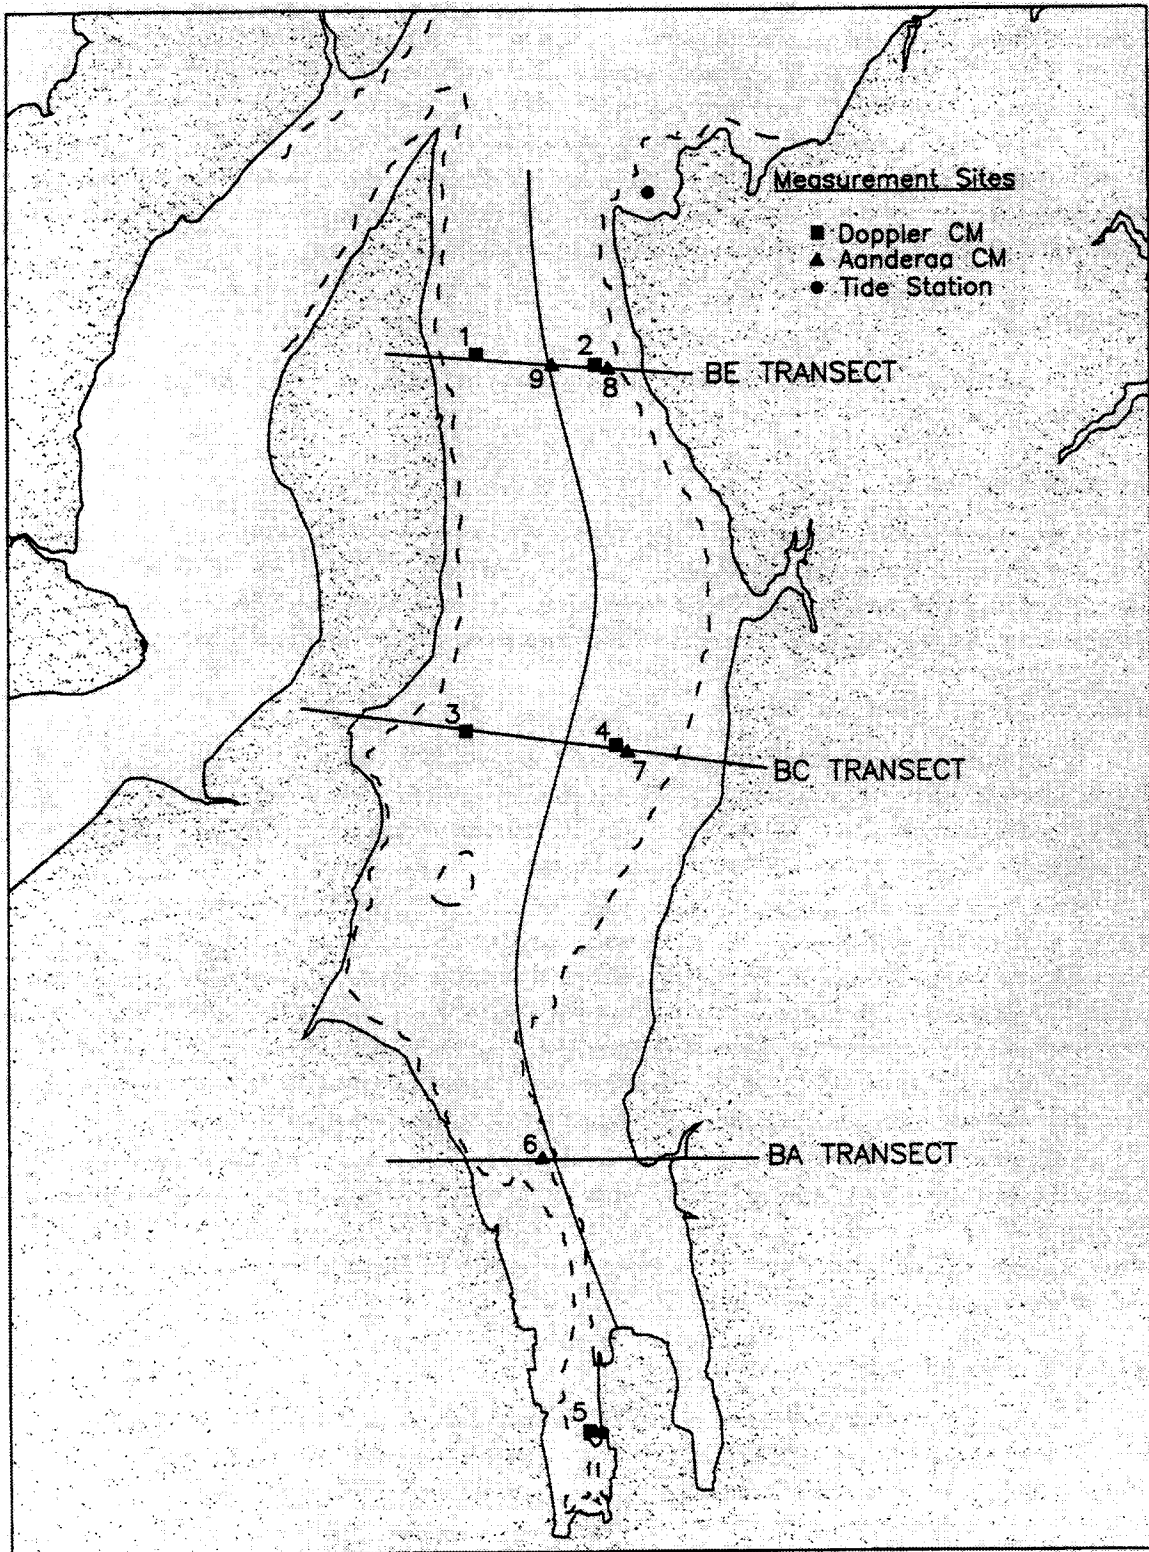 Measurement Sites
Doppler CM
Aanderaa CM
Tide Station
1
2
9
8
BE TRANSECT
3
4
7
BC TRANSECT
6
BA TRANSECT
5